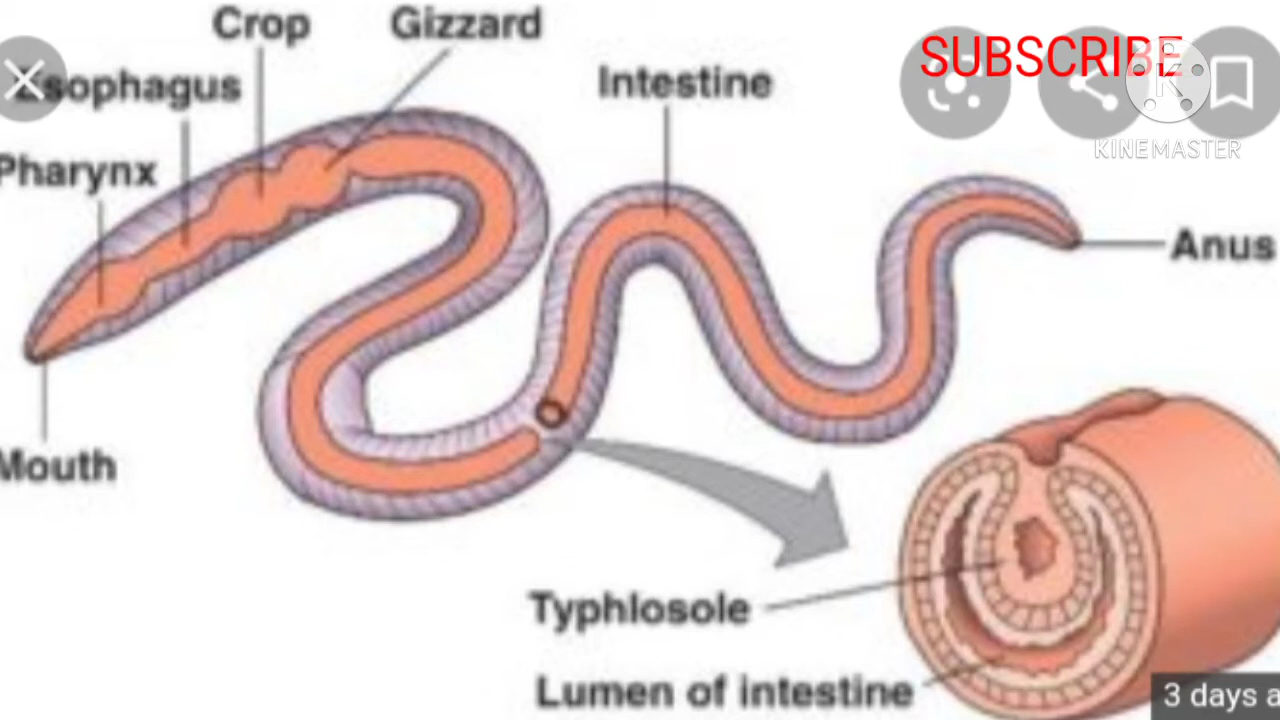 Crop
Gizzard
SUBSCRIBE
Esophagus
Intestine
K
KINEMASTER
Pharynx
Anus
Mouth
Typhlosole
Lumen of intestine
3 days a